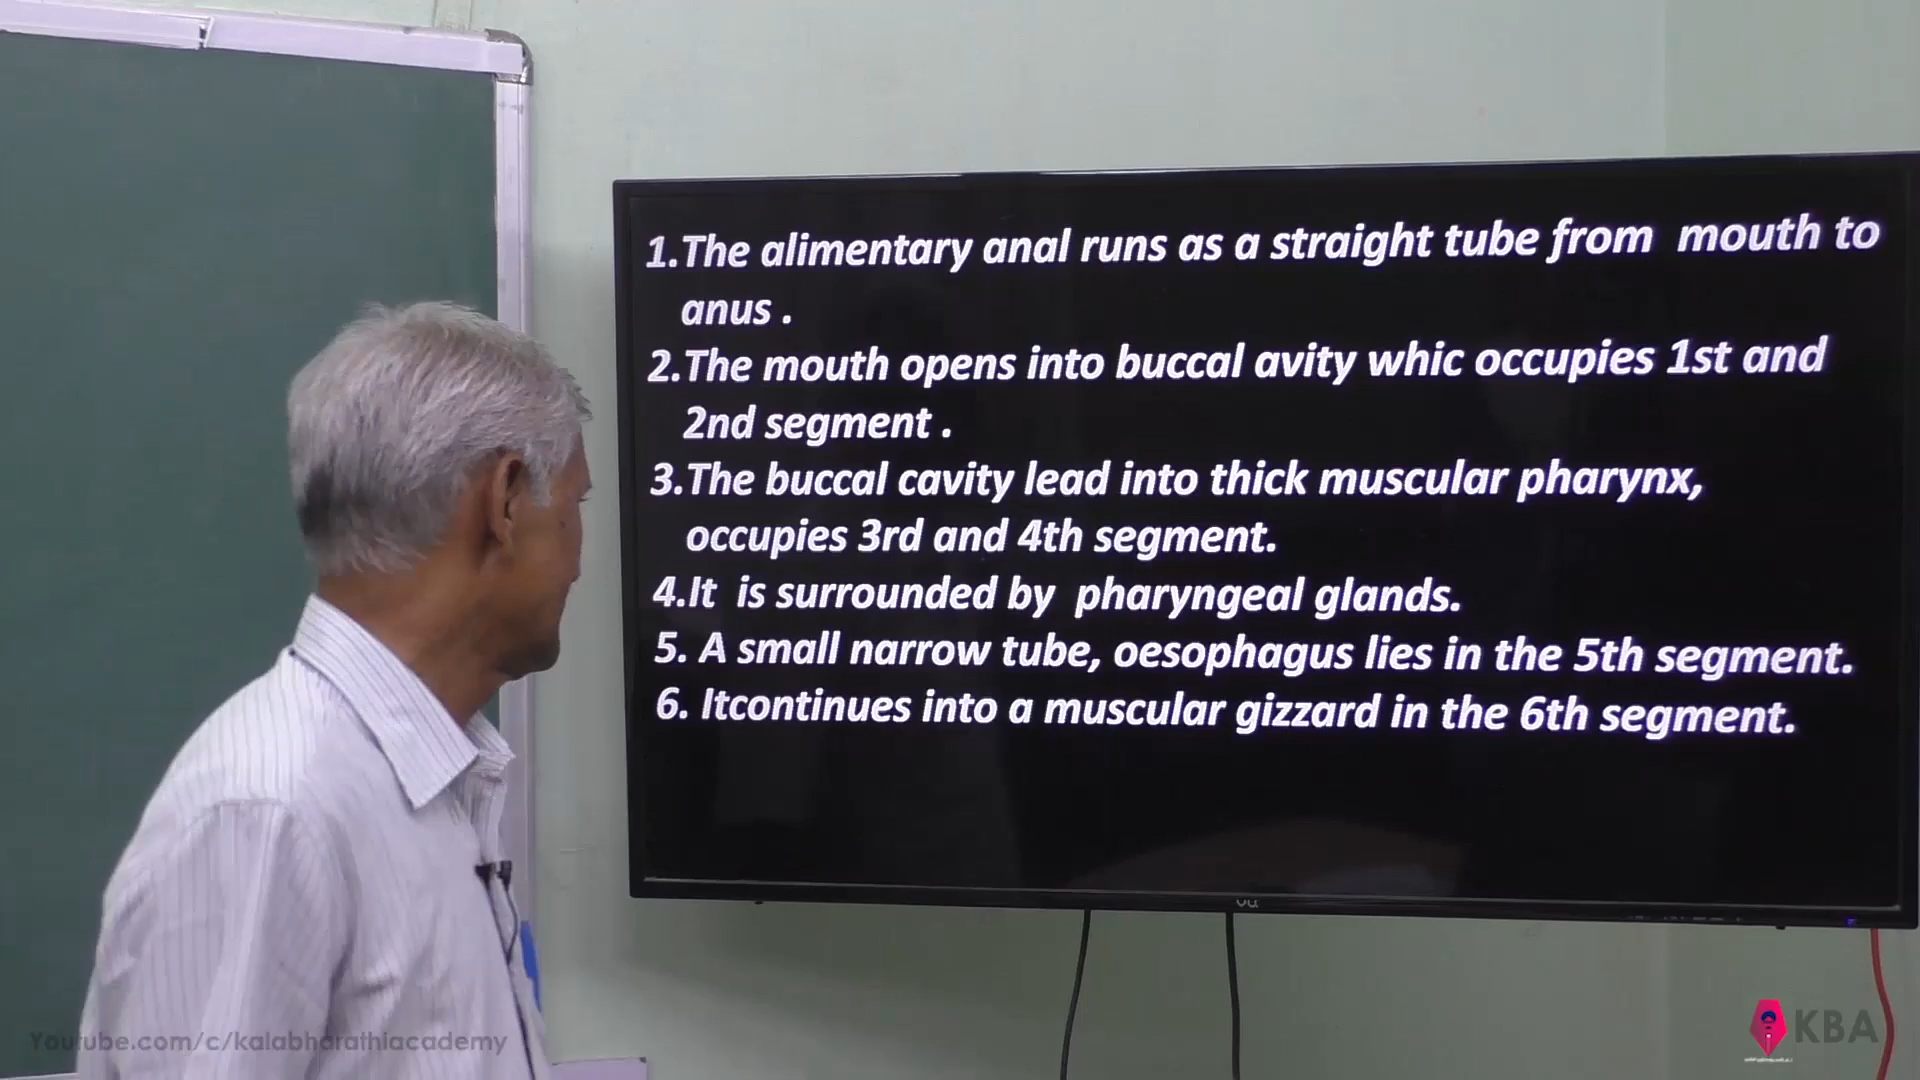 1.The alimentary anal runs as a straight tube from mouth to
anus .
2.The mouth opens into buccal avity whic occupies 1st and
2nd segment .
3.The buccal cavity lead into thick muscular pharynx,
occupies 3rd and 4th segment.
4.It is surrounded by pharyngeal glands.
5. A small narrow tube, oesophagus lies in the 5th segment.
6. Itcontinues into a muscular gizzard in the 6th segment.
Youtube.com/c/kalabharathiacademy
KBA